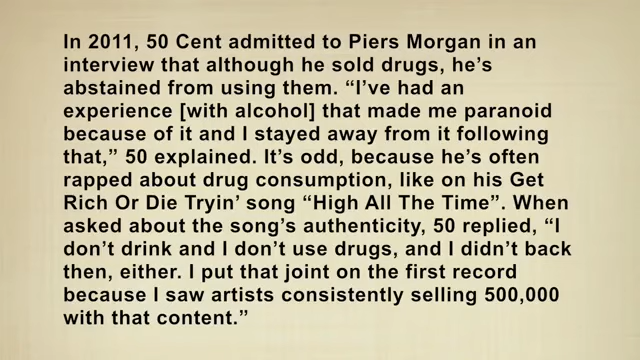 In 2011, 50 Cent admitted to Piers Morgan in an
interview that although he sold drugs, he’s
abstained from using them. “I’ve had an
experience [with alcohol] that made me paranoid
because of it and I stayed away from it following
that,” 50 explained. It’s odd, because he’s often
rapped about drug consumption, like on his Get
Rich Or Die Tryin’ song “High All The Time”. When
asked about the song’s authenticity, 50 replied, “I
don’t drink and I don’t use drugs, and I didn’t back
then, either. I put that joint on the first record
because I saw artists consistently selling 500,000
with that content.”